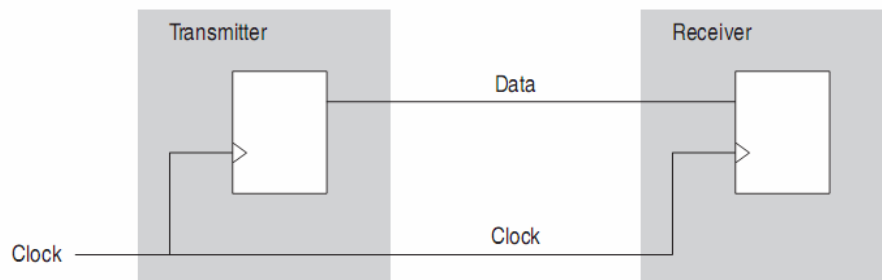 Transmitter
Receiver
Data
Clock
Clock